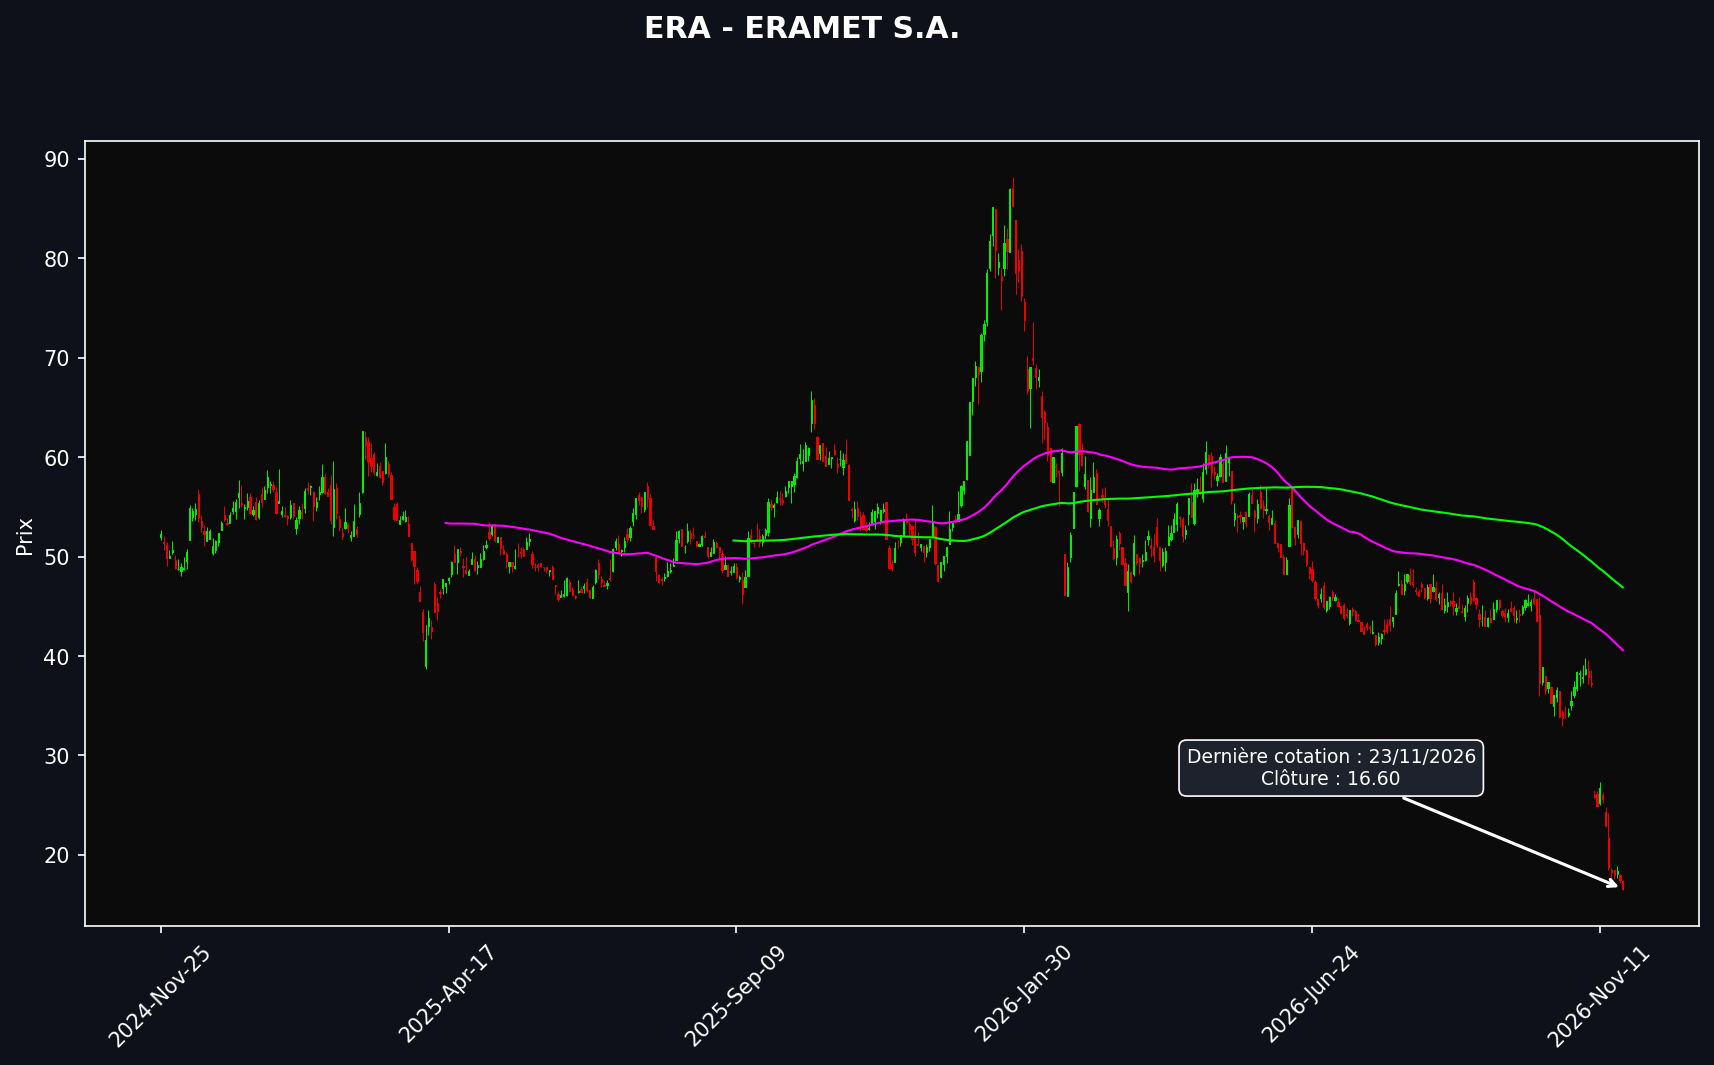 ERA - ERAMET S.A.
Prix
90
80
70
60
50
40
30
20
Dernière cotation : 23/11/2026
Clôture : 16.60
2024-Nov-25
2025-Apr-17
2025-Sep-09
2026-Jan-30
2026-Jun-24
2026-Nov-11